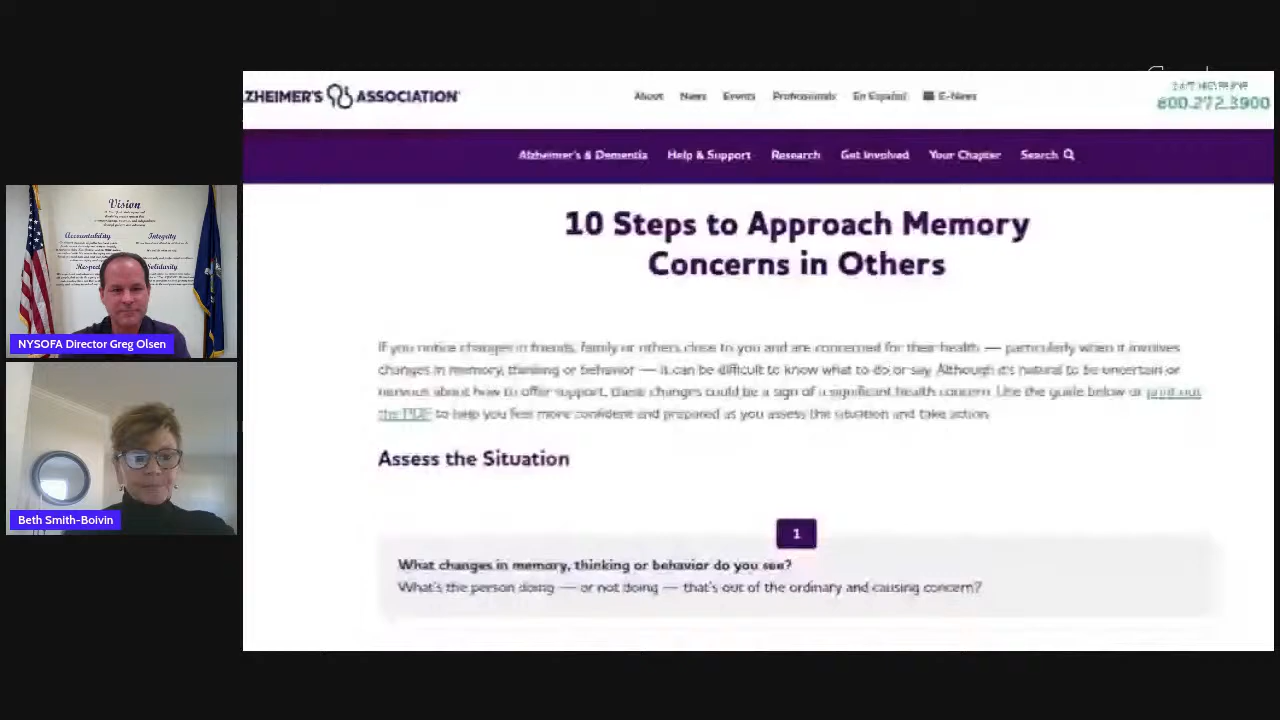 ZHEIMER'S ASSOCIATION
About News Events Professionals En Español E-News
24/7 HELPLINE
800.272.3900
Alzheimer's & Dementia Help & Support Research Get Involved Your Chapter Search
10 Steps to Approach Memory
Concerns in Others
If you notice changes in friends, family or others close to you and are concerned for their health — particularly when it involves
changes in memory, thinking or behavior — it can be difficult to know what to do or say. Although it's natural to be uncertain or
nervous about how to offer support, these changes could be a sign of a significant health concern. Use the guide below or print out
the PDF to help you feel more confident and prepared as you assess the situation and take action.
Assess the Situation
1
What changes in memory, thinking or behavior do you see?
What's the person doing — or not doing — that's out of the ordinary and causing concern?
Vision
Accountability Integrity
Solidarity
NYSOFA Director Greg Olsen
Beth Smith-Boivin